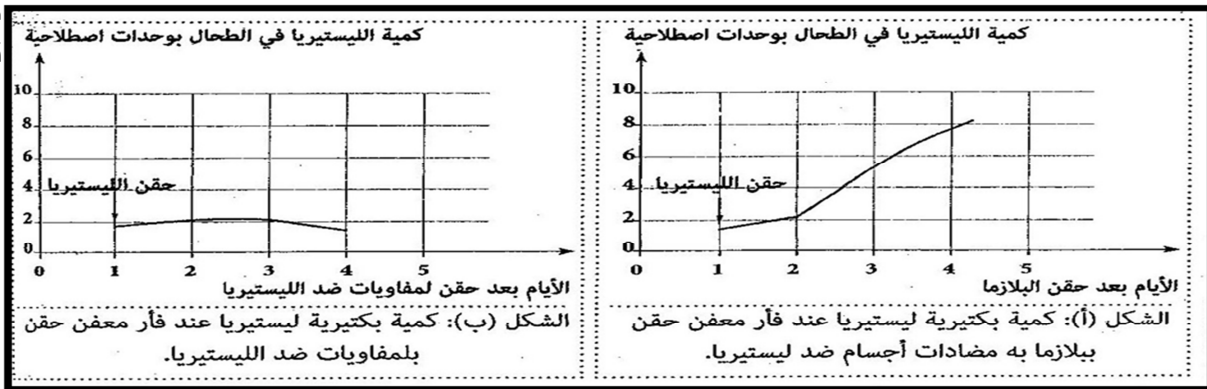 كمية الليستيريا في الطحال بوحدات اصطلاحية
10
8
6
4
2
0
حقن الليستيريا
0 1 2 3 4 5
الأيام بعد حقن البلازما
الشكل (أ): كمية بكتيرية ليستيريا عند فأر معفن حقن
ببلازما به مضادات أجسام ضد ليستيريا.
كمية الليستيريا في الطحال بوحدات اصطلاحية
10
8
6
4
2
0
حقن الليستيريا
0 1 2 3 4 5
الأيام بعد حقن لمفاويات ضد الليستيريا
الشكل (ب): كمية بكتيرية ليستيريا عند فأر معفن حقن
بلمفاويات ضد الليستيريا.